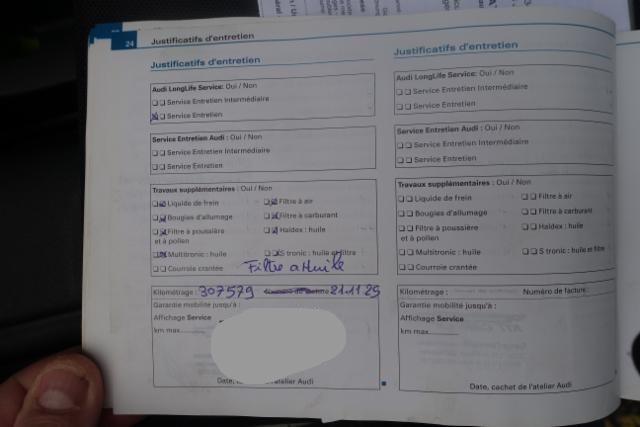 24 Justificatifs d'entretien
Justificatifs d'entretien
Audi LongLife Service: Oui / Non
Service Entretien Intermédiaire
Service Entretien
Service Entretien Audi : Oui / Non
Service Entretien Intermédiaire
Service Entretien
Travaux supplémentaires : Oui / Non
Liquide de frein Filtre à air
Bougies d'allumage Filtre à carburant
Filtre à poussière Haldex : huile
et à pollen
Multitronic : huile S tronic : huile et filtre
Courroie crantée Filtre a Huile
Kilométrage : 307579 21.11.25
Garantie mobilité jusqu'à :
Affichage Service
km max
Date, cachet de l'atelier Audi
Justificatifs d'entretien
Audi LongLife Service: Oui / Non
Service Entretien Intermédiaire
Service Entretien
Service Entretien Audi : Oui / Non
Service Entretien Intermédiaire
Service Entretien
Travaux supplémentaires : Oui / Non
Liquide de frein Filtre à air
Bougies d'allumage Filtre à carburant
Filtre à poussière Haldex : huile
et à pollen
Multitronic : huile S tronic : huile et filtre
Courroie crantée
Kilométrage : Numéro de facture:
Garantie mobilité jusqu'à :
Affichage Service
km max
Date, cachet de l'atelier Audi